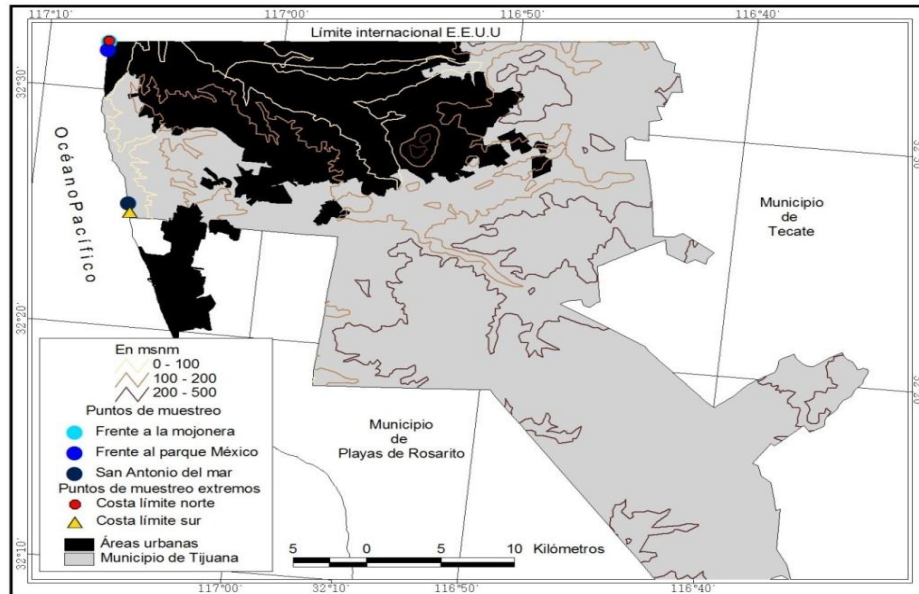 117°10´ 117°00´ 116°50´ 116°40´
Límite internacional E.E.U.U
32°30´
Océano Pacífico
Municipio
de
Tecate
32°20´
En msnm
0 - 100
100 - 200
200 - 500
Puntos de muestreo
Frente a la mojonera
Frente al parque México
San Antonio del mar
Puntos de muestreo extremos
Costa límite norte
Costa límite sur
Áreas urbanas
Municipio de Tijuana
Municipio
de
Playas de Rosarito
5 0 5 10 Kilómetros
32°10´
117°00´ 32°10´ 116°50´ 116°40´